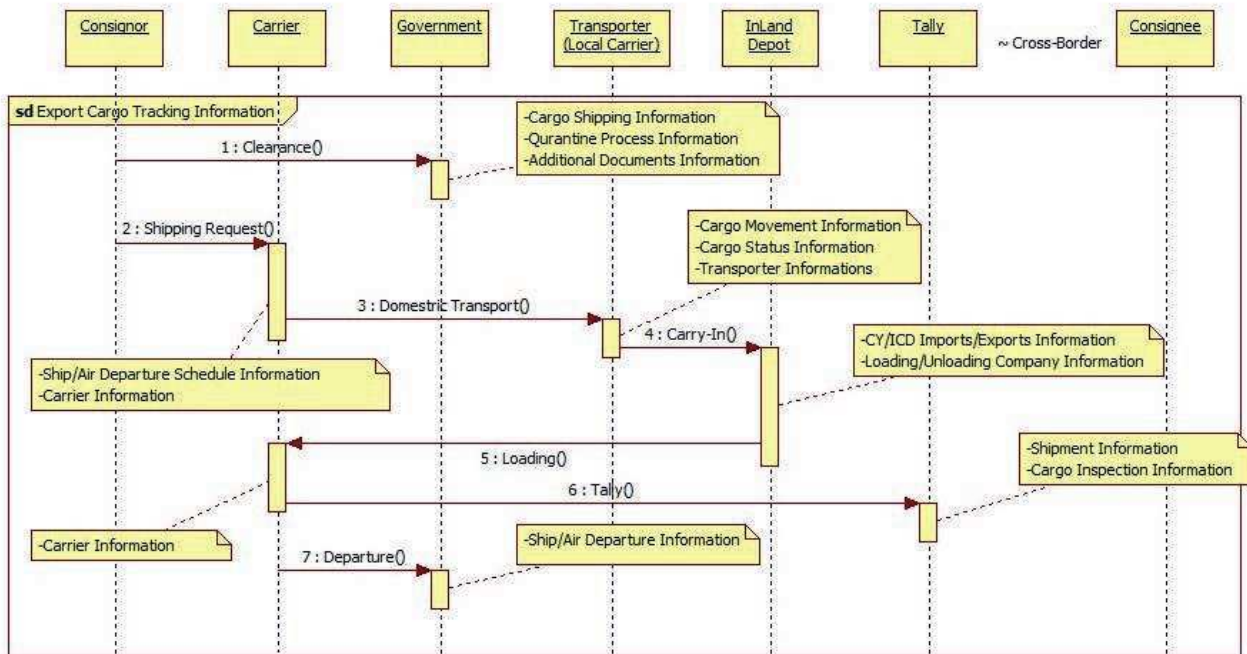 Consignor
Carrier
Government
Transporter
(Local Carrier)
InLand
Depot
Tally
~ Cross-Border
Consignee
sd Export Cargo Tracking Information
-Cargo Shipping Information
-Qurantine Process Information
-Additional Documents Information
1 : Clearance()
2 : Shipping Request()
-Cargo Movement Information
-Cargo Status Information
-Transporter Informations
3 : Domestric Transport()
4 : Carry-In()
-CY/ICD Imports/Exports Information
-Loading/Unloading Company Information
-Ship/Air Departure Schedule Information
-Carrier Information
5 : Loading()
-Shipment Information
-Cargo Inspection Information
6 : Tally()
-Carrier Information
-Ship/Air Departure Information
7 : Departure()